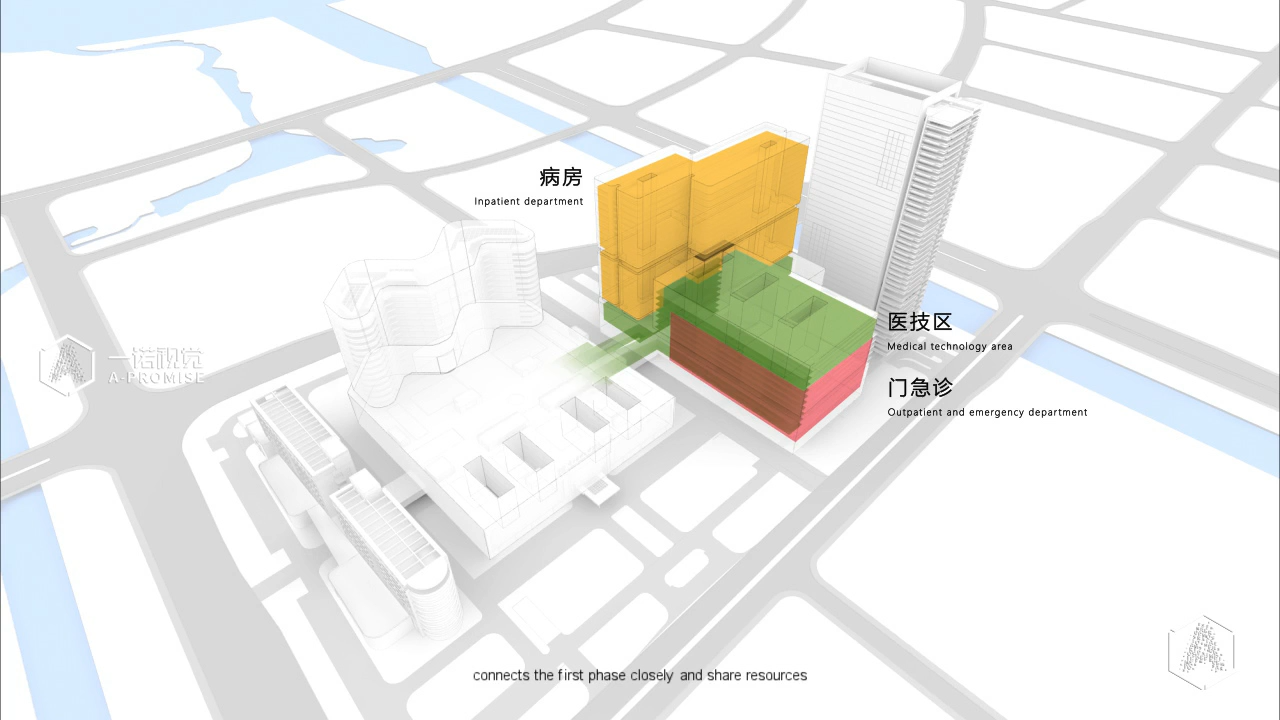 病房
Inpatient department
医技区
Medical technology area
一诺视觉
A-PROMISE
门急诊
Outpatient and emergency department
connects the first phase closely and share resources